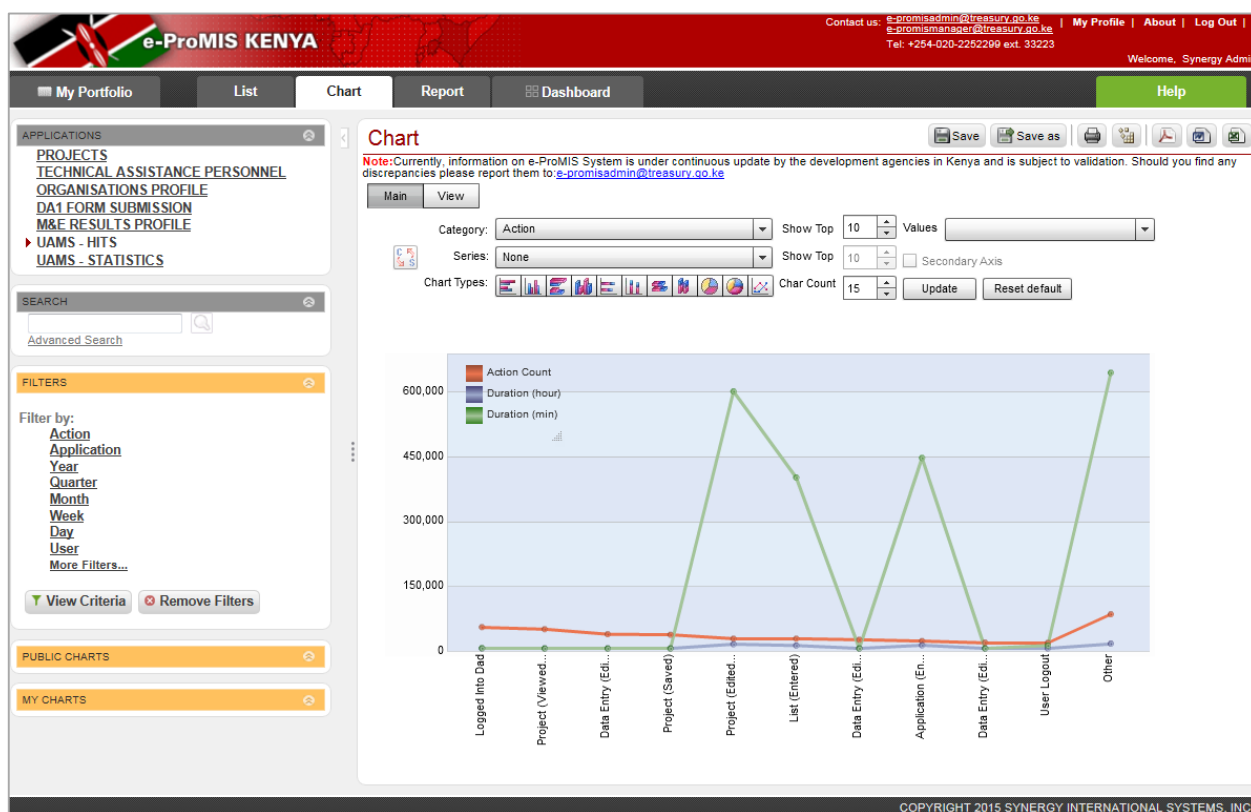 e-ProMIS KENYA
Contact us: e-promisadmin@treasury.go.ke | My Profile | About | Log Out |
e-promismanager@treasury.go.ke
Tel: +254-020-2252299 ext. 33223
Welcome, Synergy Admi
My Portfolio List Chart Report Dashboard Help
APPLICATIONS
PROJECTS
TECHNICAL ASSISTANCE PERSONNEL
ORGANISATIONS PROFILE
DA1 FORM SUBMISSION
M&E RESULTS PROFILE
UAMS - HITS
UAMS - STATISTICS
SEARCH
Advanced Search
FILTERS
Filter by:
Action
Application
Year
Quarter
Month
Week
Day
User
More Filters...
View Criteria Remove Filters
PUBLIC CHARTS
MY CHARTS
Chart
Save Save as
Note:Currently, information on e-ProMIS System is under continuous update by the development agencies in Kenya and is subject to validation. Should you find any
discrepancies please report them to:e-promisadmin@treasury.go.ke
Main View
Category: Action Show Top 10 Values
Series: None Show Top 10 Secondary Axis
Chart Types: Char Count 15 Update Reset default
Action Count
Duration (hour)
Duration (min)
600,000
450,000
300,000
150,000
0
Logged Into Dad
Project (Viewed...
Data Entry (Edi...
Project (Saved)
Project (Edited...
List (Entered)
Data Entry (Edi...
Application (En...
Data Entry (Edi...
User Logout
Other
COPYRIGHT 2015 SYNERGY INTERNATIONAL SYSTEMS, INC